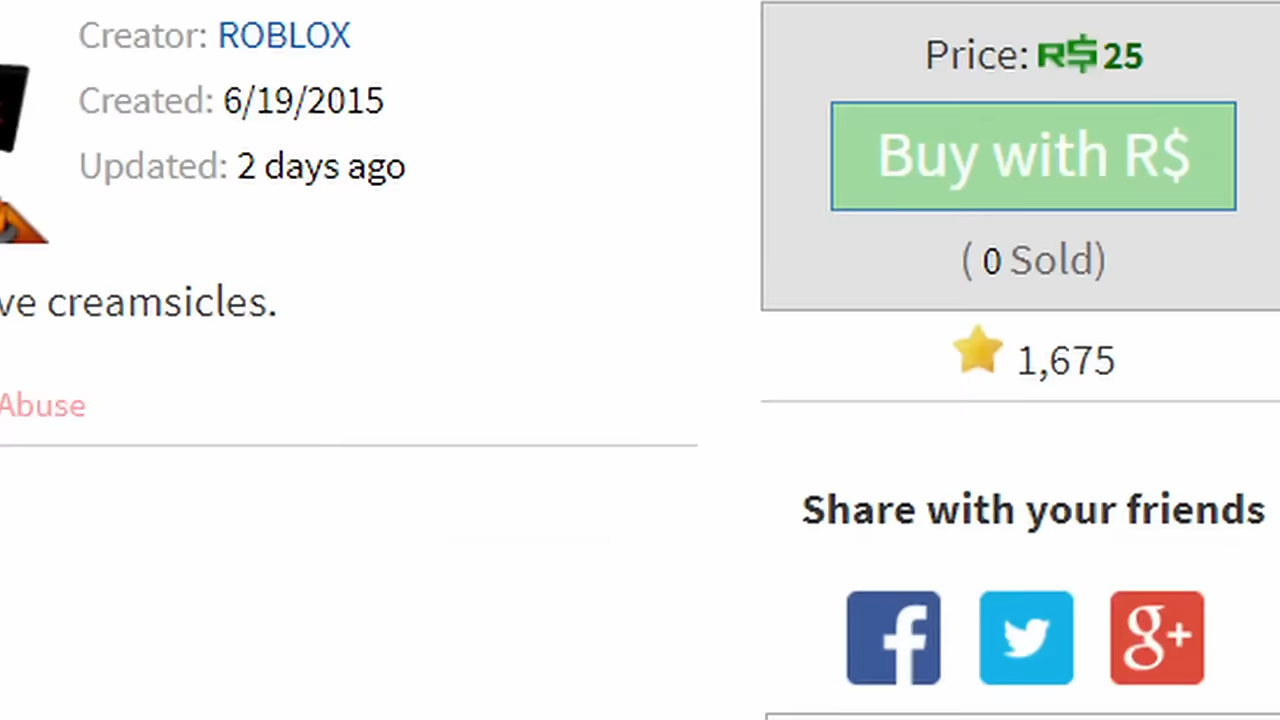 Creator: ROBLOX
Created: 6/19/2015
Updated: 2 days ago
ve creamsicles.
Abuse
Price: R$ 25
Buy with R$
( 0 Sold)
1,675
Share with your friends
f
g+